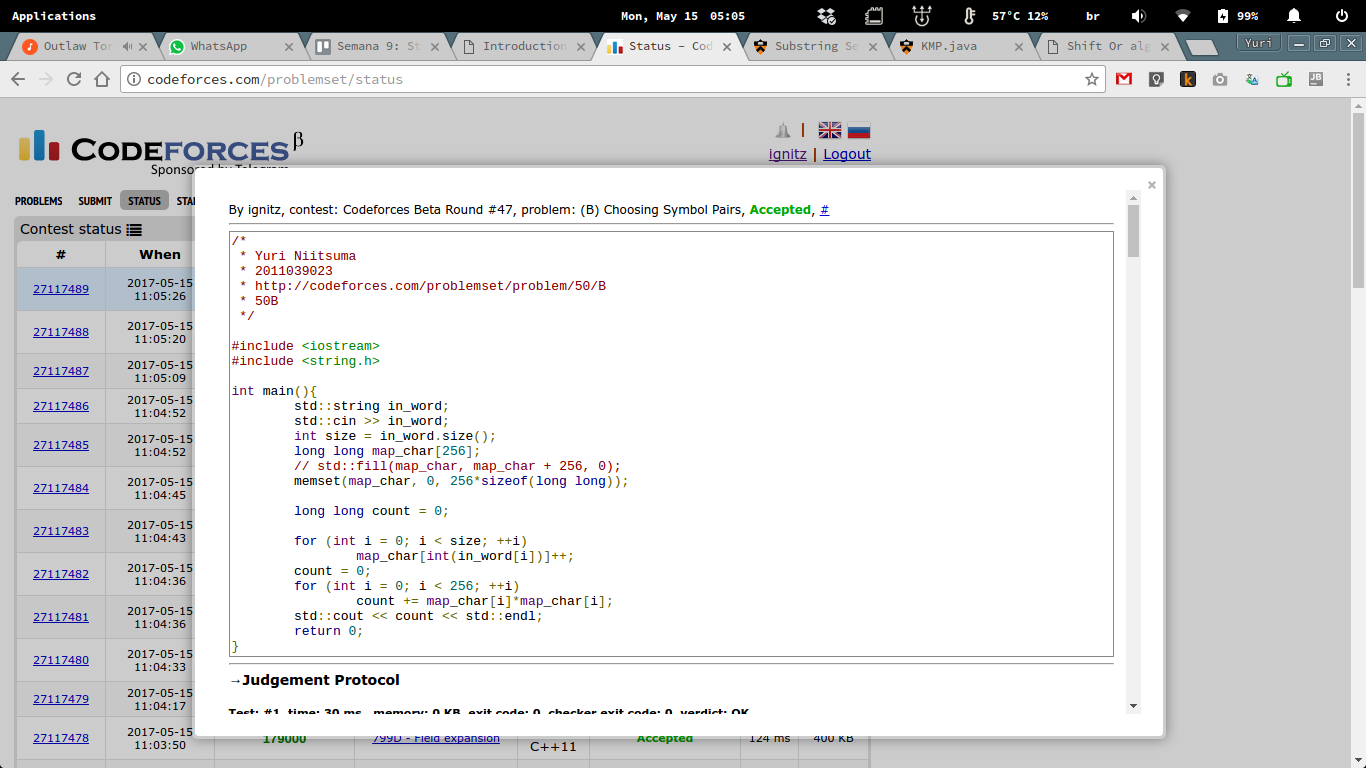 Applications
Mon, May 15 05:05
57°C 12%
br
99%
Outlaw Tor
WhatsApp
Semana 9: St
Introduction
Status - Cod
Substring Se
KMP.java
Shift Or alg
Yuri
codeforces.com/problemset/status
CODEFORCES β
Sponsored by Telegram
ignitz | Logout
PROBLEMS SUBMIT STATUS STA
Contest status
# When
27117489 2017-05-15 11:05:26
27117488 2017-05-15 11:05:20
27117487 2017-05-15 11:05:09
27117486 2017-05-15 11:04:52
27117485 2017-05-15 11:04:52
27117484 2017-05-15 11:04:45
27117483 2017-05-15 11:04:43
27117482 2017-05-15 11:04:36
27117481 2017-05-15 11:04:36
27117480 2017-05-15 11:04:33
27117479 2017-05-15 11:04:17
27117478 2017-05-15 11:03:50 179000 799D - Field expansion C++11 Accepted 124 ms 400 KB
×
By ignitz, contest: Codeforces Beta Round #47, problem: (B) Choosing Symbol Pairs, Accepted, #
/*
 * Yuri Niitsuma
 * 2011039023
 * http://codeforces.com/problemset/problem/50/B
 * 50B
 */
#include <iostream>
#include <string.h>
int main(){
        std::string in_word;
        std::cin >> in_word;
        int size = in_word.size();
        long long map_char[256];
        // std::fill(map_char, map_char + 256, 0);
        memset(map_char, 0, 256*sizeof(long long));
        long long count = 0;
        for (int i = 0; i < size; ++i)
                map_char[int(in_word[i])]++;
        count = 0;
        for (int i = 0; i < 256; ++i)
                count += map_char[i]*map_char[i];
        std::cout << count << std::endl;
        return 0;
}
→Judgement Protocol
Test: #1, time: 30 ms., memory: 0 KB, exit code: 0, checker exit code: 0, verdict: OK